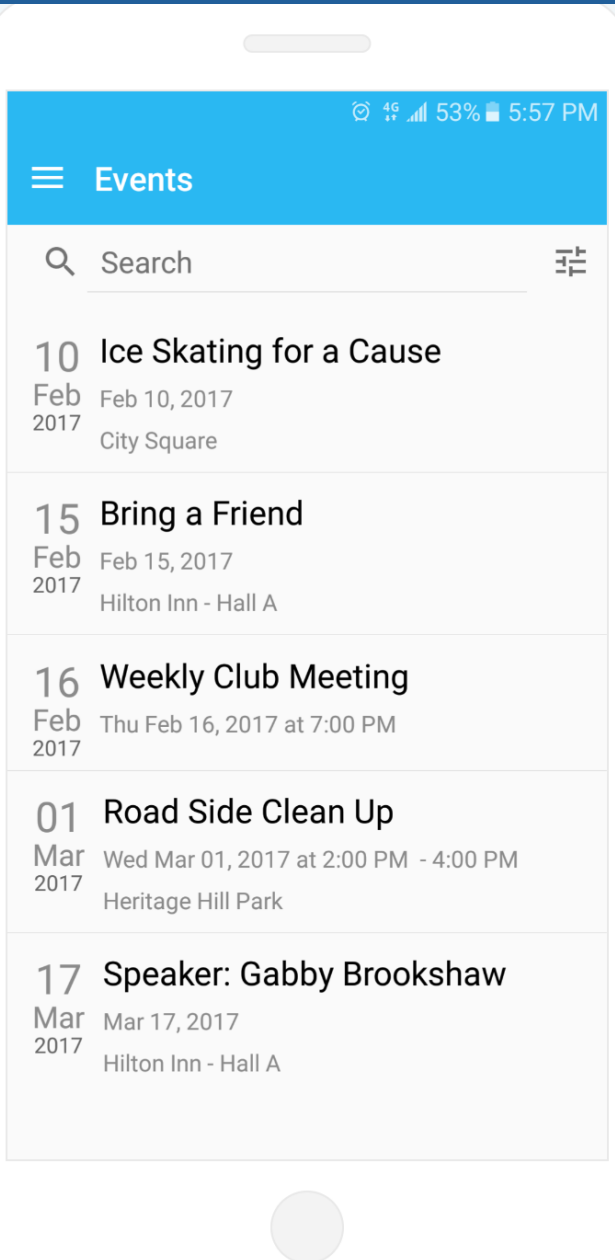 4G 53% 5:57 PM
Events
Search
10 Ice Skating for a Cause
Feb Feb 10, 2017
2017
City Square
15 Bring a Friend
Feb Feb 15, 2017
2017
Hilton Inn - Hall A
16 Weekly Club Meeting
Feb Thu Feb 16, 2017 at 7:00 PM
2017
01 Road Side Clean Up
Mar Wed Mar 01, 2017 at 2:00 PM - 4:00 PM
2017
Heritage Hill Park
17 Speaker: Gabby Brookshaw
Mar Mar 17, 2017
2017
Hilton Inn - Hall A